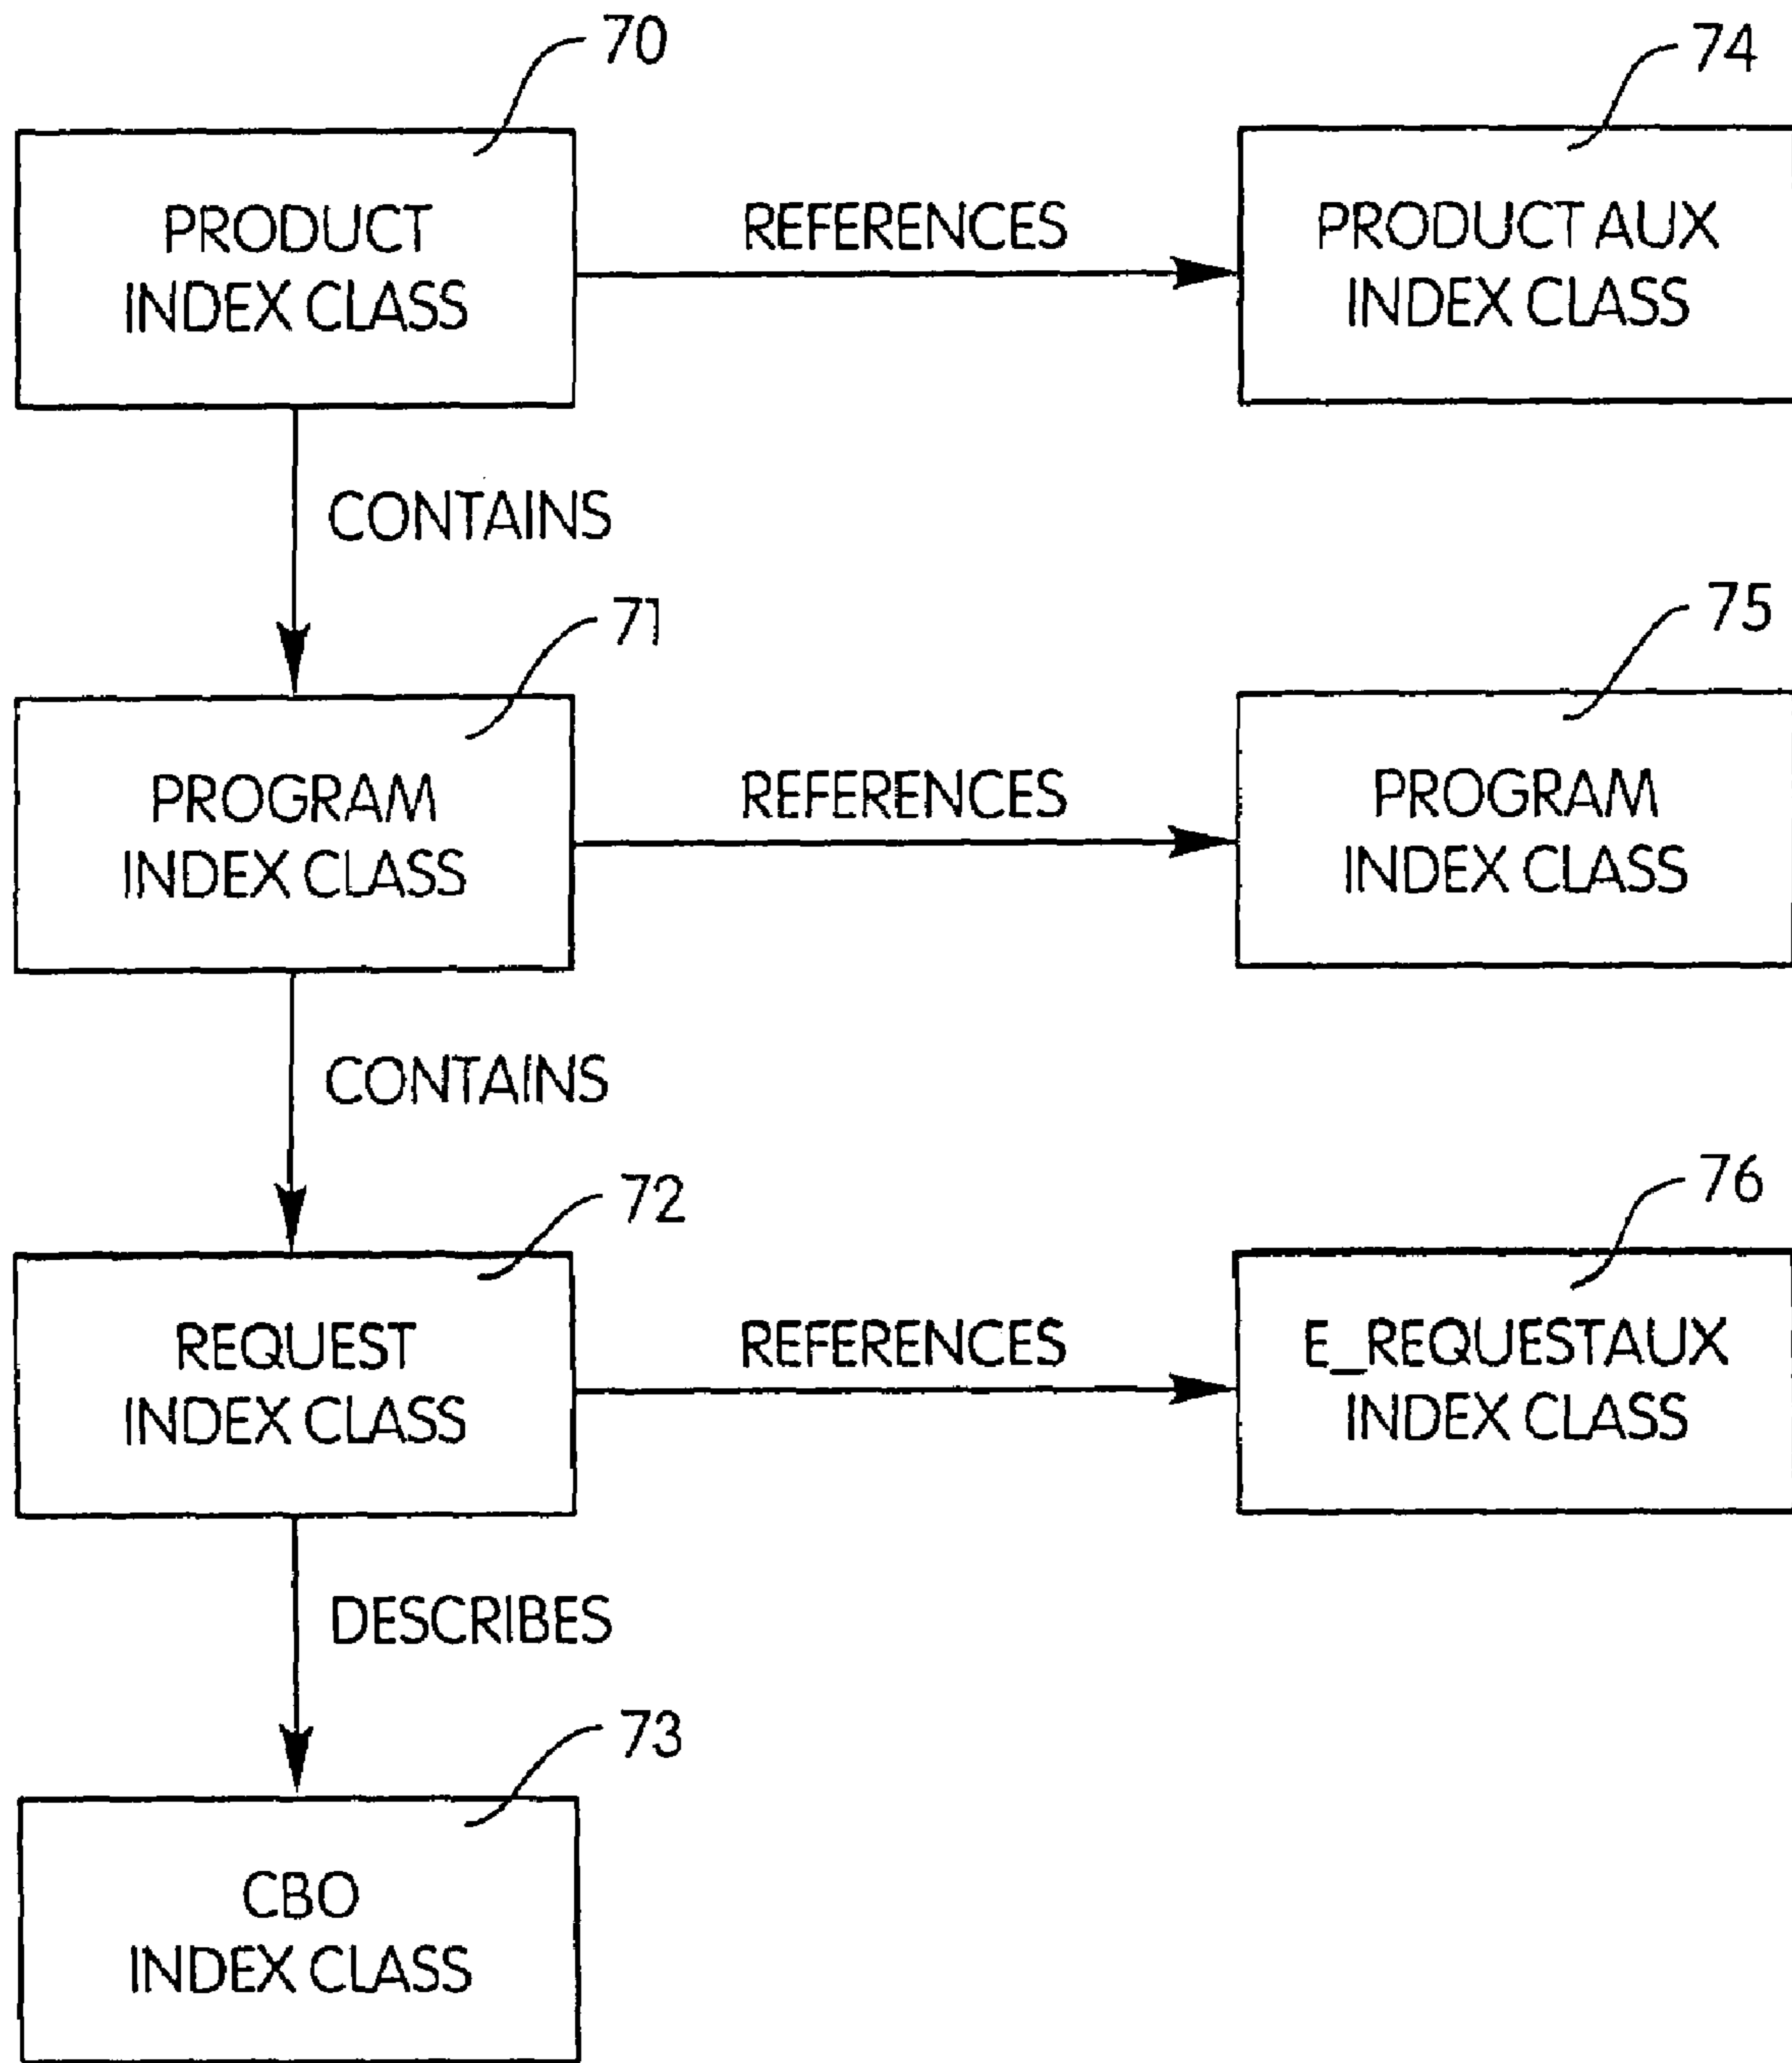 70
74
PRODUCT
INDEX CLASS
REFERENCES
PRODUCT AUX
INDEX CLASS
CONTAINS
71
75
PROGRAM
INDEX CLASS
REFERENCES
PROGRAM
INDEX CLASS
CONTAINS
72
76
REQUEST
INDEX CLASS
REFERENCES
E_REQUESTAUX
INDEX CLASS
DESCRIBES
73
CBO
INDEX CLASS